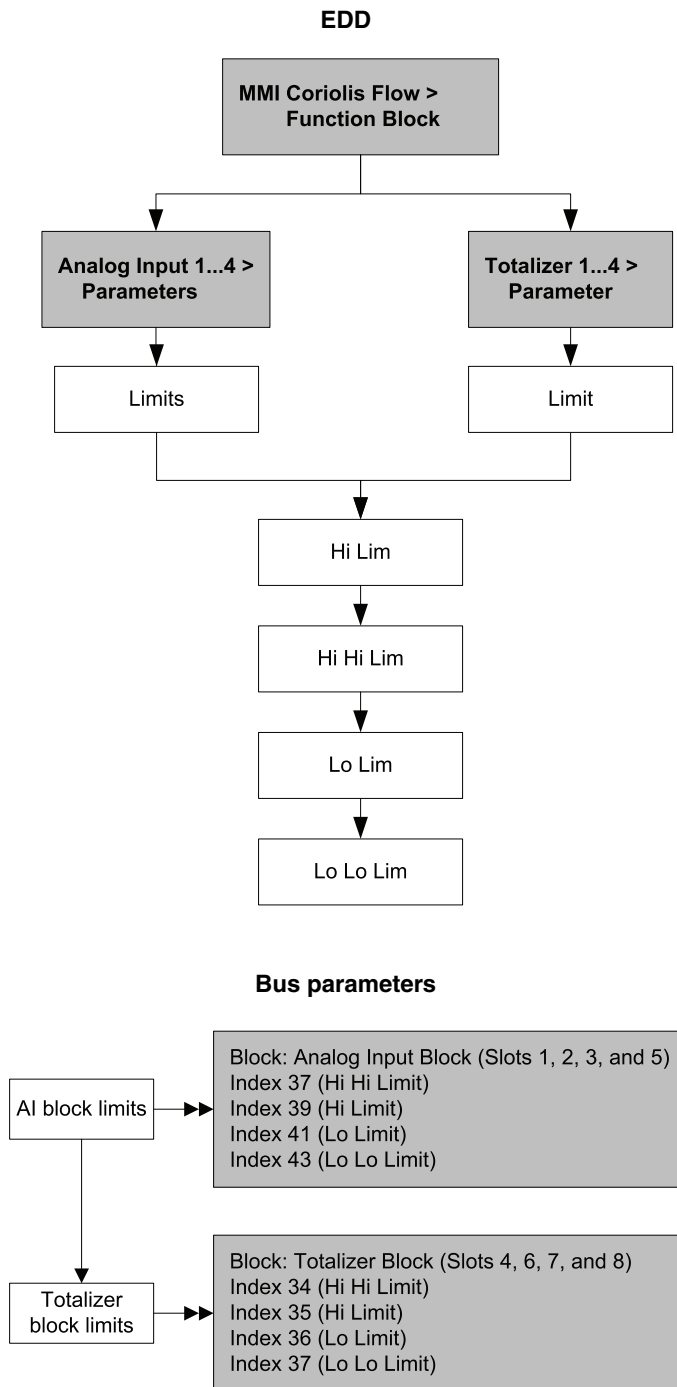 EDD
MMI Coriolis Flow >
Function Block
Analog Input 1...4 >
Parameters
Totalizer 1...4 >
Parameter
Limits
Limit
Hi Lim
Hi Hi Lim
Lo Lim
Lo Lo Lim
Bus parameters
AI block limits
Block: Analog Input Block (Slots 1, 2, 3, and 5)
Index 37 (Hi Hi Limit)
Index 39 (Hi Limit)
Index 41 (Lo Limit)
Index 43 (Lo Lo Limit)
Totalizer
block limits
Block: Totalizer Block (Slots 4, 6, 7, and 8)
Index 34 (Hi Hi Limit)
Index 35 (Hi Limit)
Index 36 (Lo Limit)
Index 37 (Lo Lo Limit)